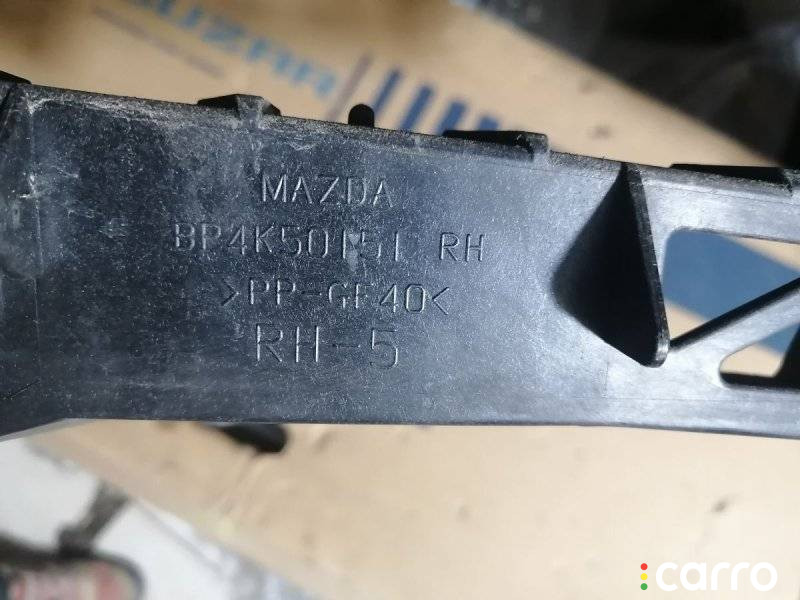 MAZDA
BP4K50151 RH
>PP-GF40<
RH-5
carro